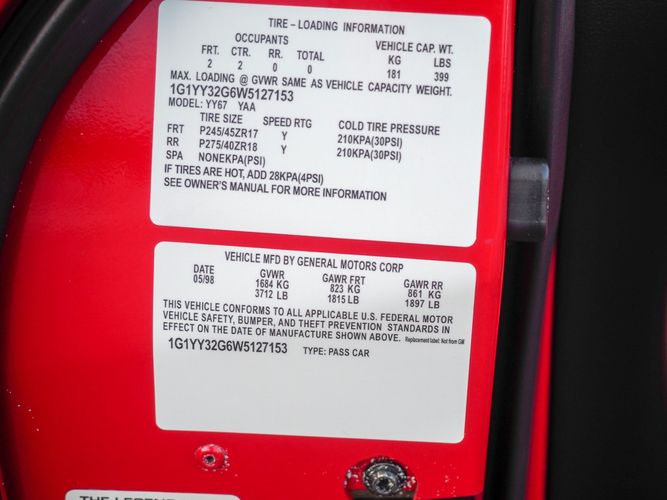 TIRE – LOADING INFORMATION
OCCUPANTS VEHICLE CAP. WT.
FRT. CTR. RR. TOTAL KG LBS
2 2 0 0 181 399
MAX. LOADING @ GVWR SAME AS VEHICLE CAPACITY WEIGHT.
1G1YY32G6W5127153
MODEL: YY67 YAA
TIRE SIZE SPEED RTG COLD TIRE PRESSURE
FRT P245/45ZR17 Y 210KPA(30PSI)
RR P275/40ZR18 Y 210KPA(30PSI)
SPA NONEKPA(PSI)
IF TIRES ARE HOT, ADD 28KPA(4PSI)
SEE OWNER'S MANUAL FOR MORE INFORMATION
VEHICLE MFD BY GENERAL MOTORS CORP
DATE GVWR GAWR FRT GAWR RR
05/98 1684 KG 823 KG 861 KG
3712 LB 1815 LB 1897 LB
THIS VEHICLE CONFORMS TO ALL APPLICABLE U.S. FEDERAL MOTOR
VEHICLE SAFETY, BUMPER, AND THEFT PREVENTION STANDARDS IN
EFFECT ON THE DATE OF MANUFACTURE SHOWN ABOVE. Replacement label: Not from GM
1G1YY32G6W5127153 TYPE: PASS CAR